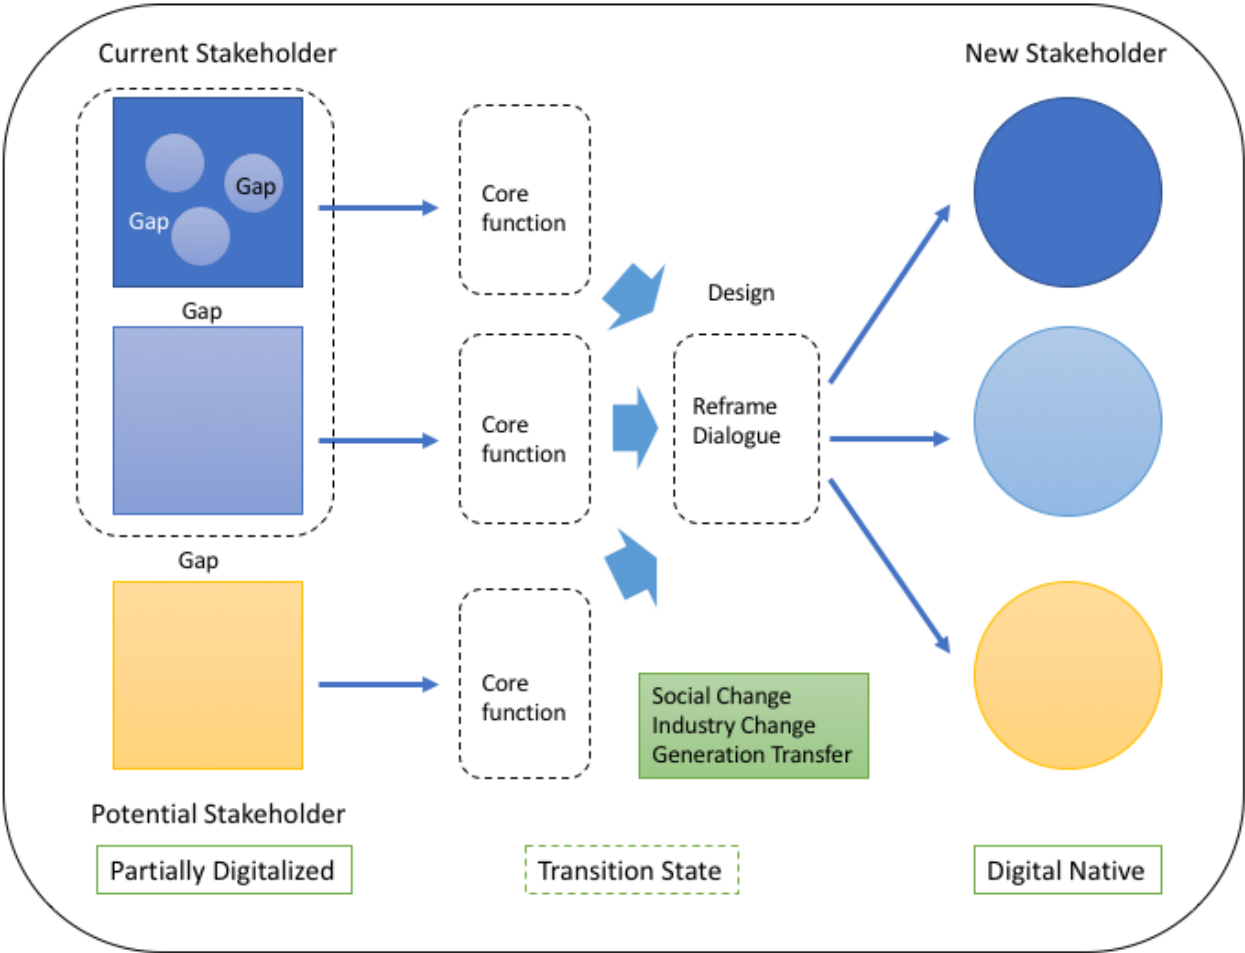 Current Stakeholder
New Stakeholder
Gap
Gap
Core
function
Design
Gap
Core
function
Reframe
Dialogue
Gap
Core
function
Social Change
Industry Change
Generation Transfer
Potential Stakeholder
Partially Digitalized
Transition State
Digital Native